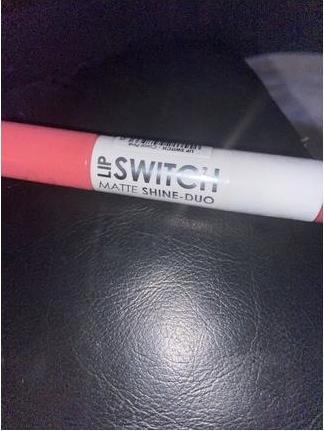 LIP SWITCH
MATTE SHINE-DUO